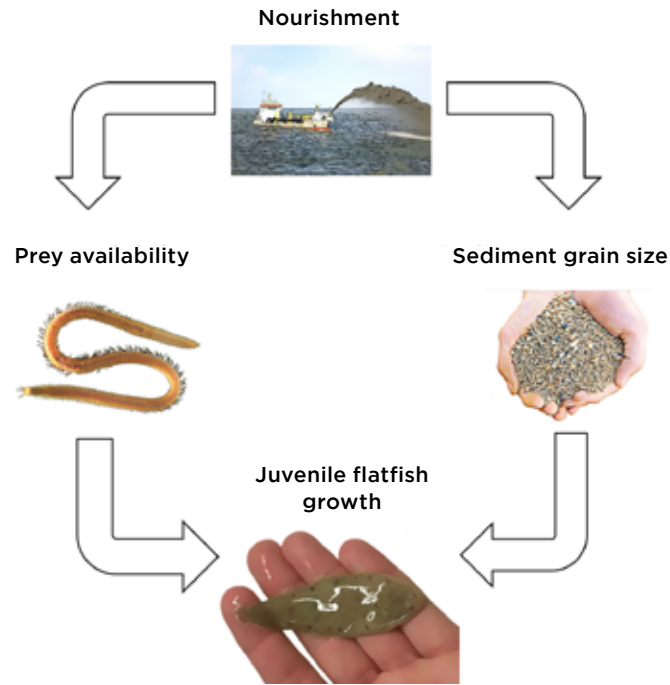 Nourishment
Prey availability
Sediment grain size
Juvenile flatfish
growth